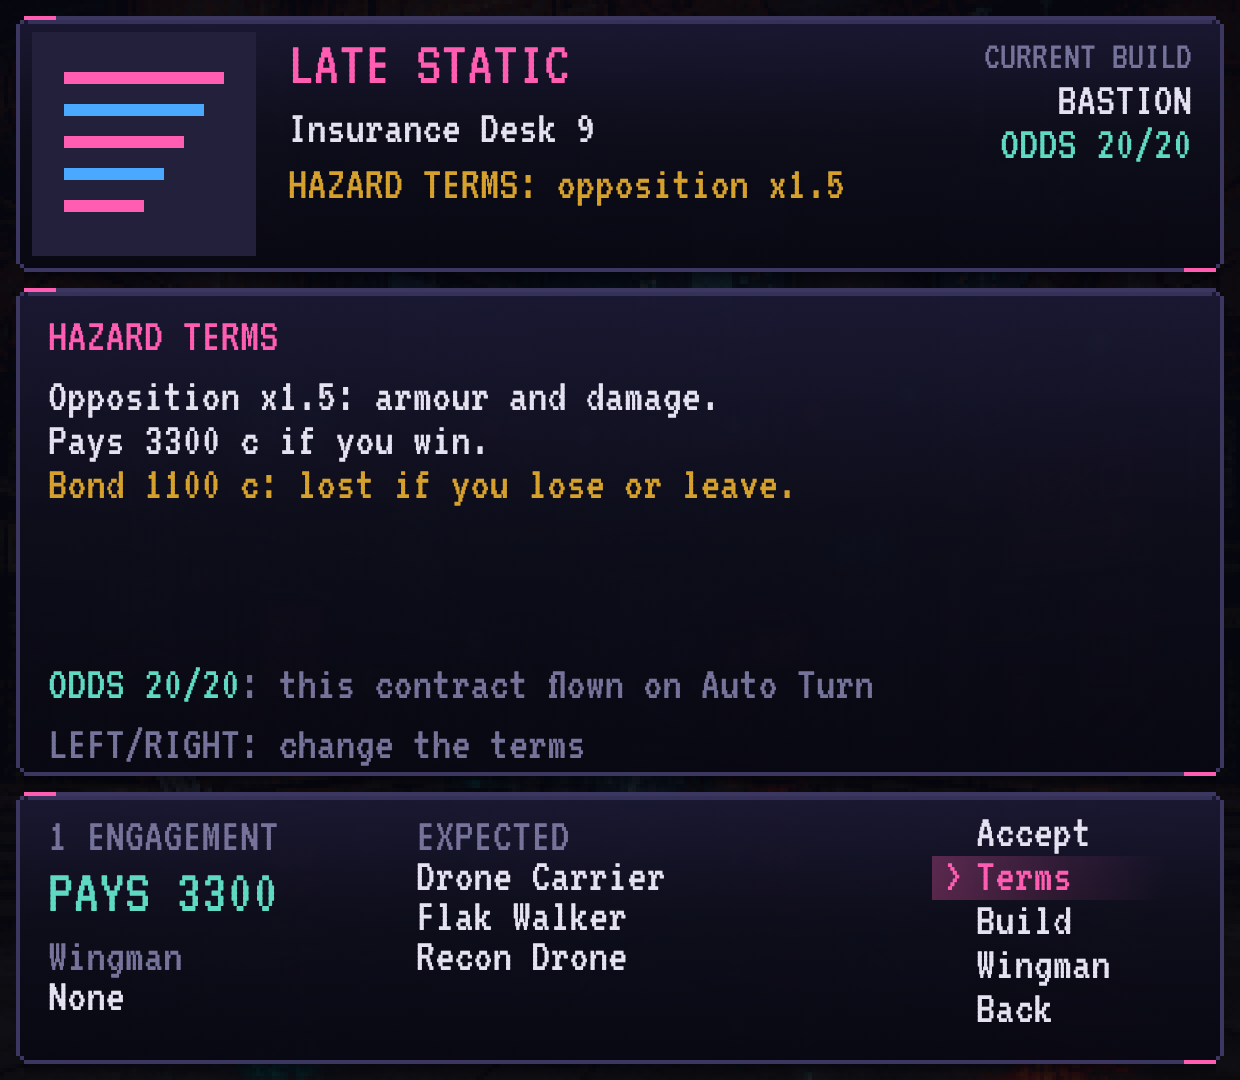 LATE STATIC
Insurance Desk 9
HAZARD TERMS: opposition x1.5
CURRENT BUILD
BASTION
ODDS 20/20
HAZARD TERMS
Opposition x1.5: armour and damage.
Pays 3300 c if you win.
Bond 1100 c: lost if you lose or leave.
ODDS 20/20: this contract flown on Auto Turn
LEFT/RIGHT: change the terms
1 ENGAGEMENT
PAYS 3300
Wingman
None
EXPECTED
Drone Carrier
Flak Walker
Recon Drone
Accept
> Terms
Build
Wingman
Back